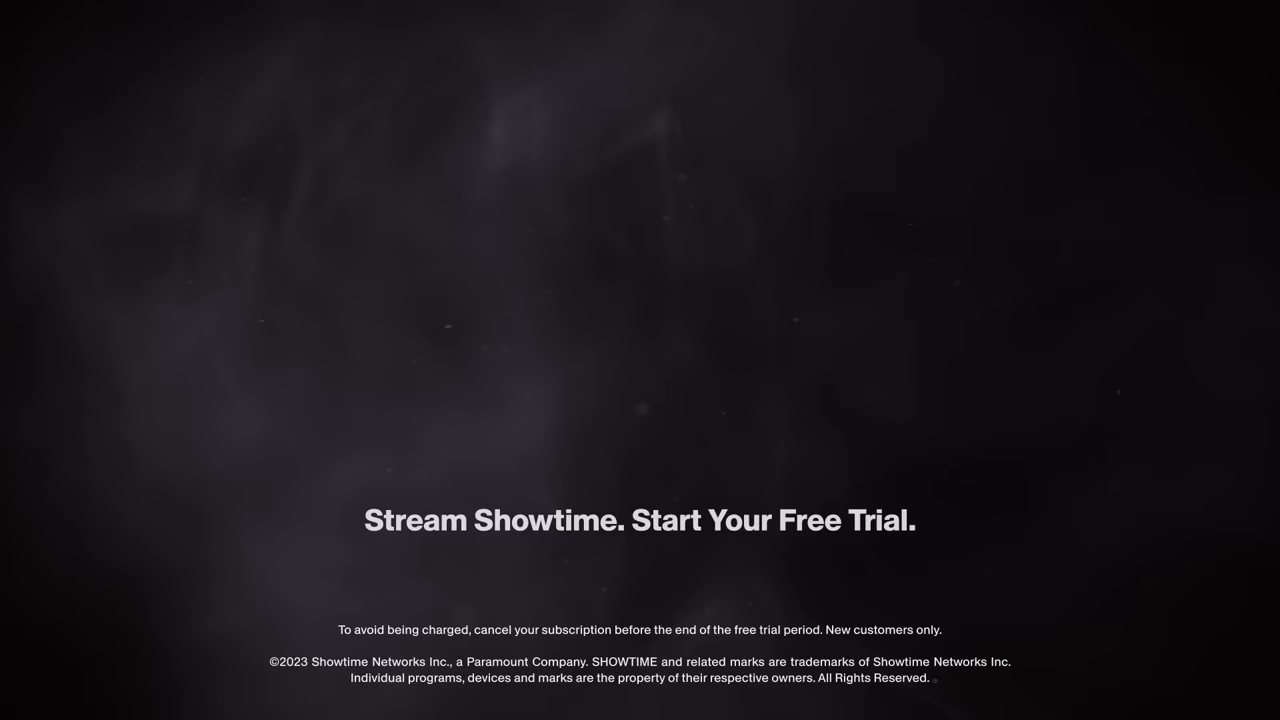 Stream Showtime. Start Your Free Trial.
To avoid being charged, cancel your subscription before the end of the free trial period. New customers only.
©2023 Showtime Networks Inc., a Paramount Company. SHOWTIME and related marks are trademarks of Showtime Networks Inc.
Individual programs, devices and marks are the property of their respective owners. All Rights Reserved.